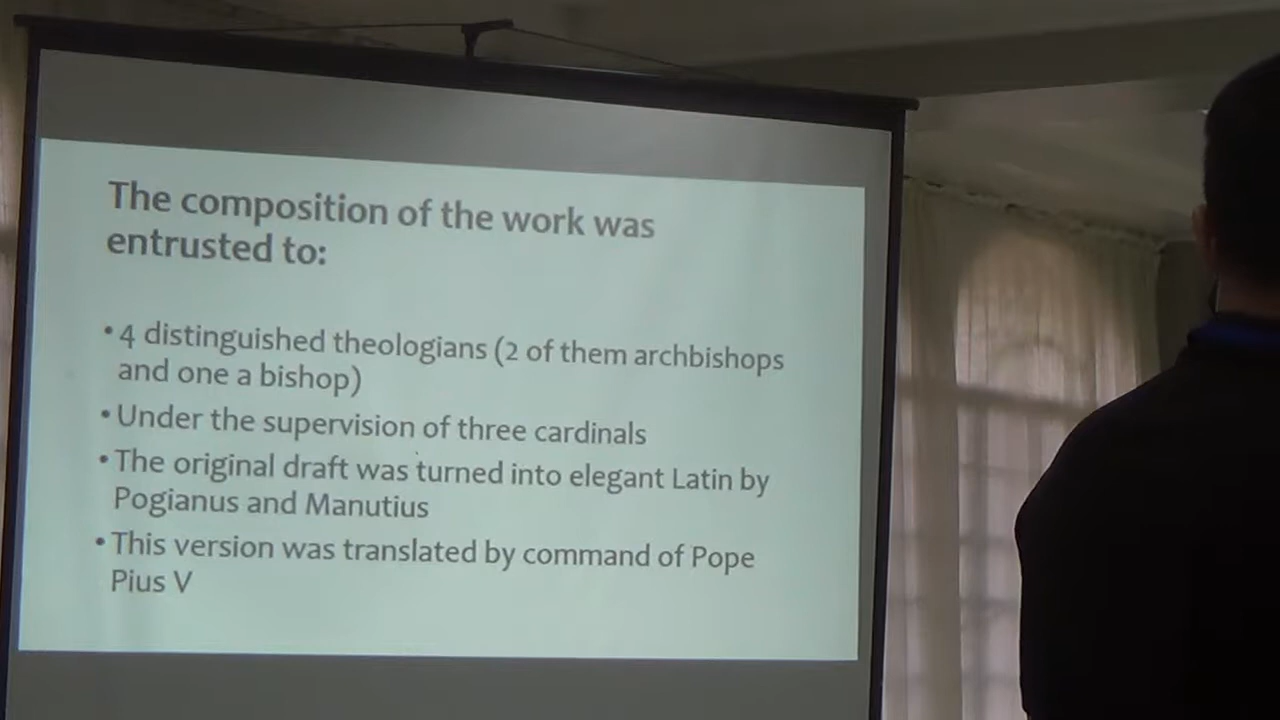 The composition of the work was
entrusted to:
• 4 distinguished theologians (2 of them archbishops
and one a bishop)
• Under the supervision of three cardinals
• The original draft was turned into elegant Latin by
Pogianus and Manutius
• This version was translated by command of Pope
Pius V